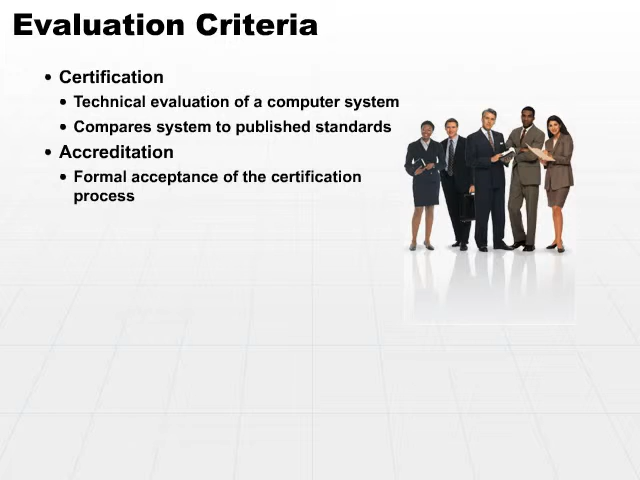 Evaluation Criteria
• Certification
• Technical evaluation of a computer system
• Compares system to published standards
• Accreditation
• Formal acceptance of the certification
process